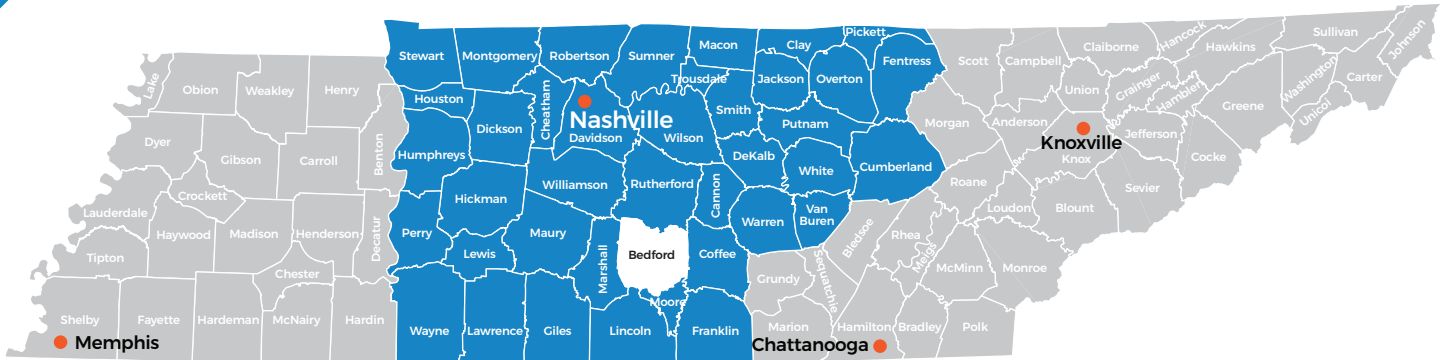 Stewart
Montgomery
Robertson
Sumner
Macon
Clay
Pickett
Fentress
Scott
Campbell
Claiborne
Hancock
Hawkins
Sullivan
Johnson
Lake
Obion
Weakley
Henry
Houston
Dickson
Cheatham
Nashville
Davidson
Trousdale
Smith
Jackson
Overton
Union
Grainger
Hamblen
Greene
Washington
Carter
Unicoi
Dyer
Gibson
Carroll
Benton
Humphreys
Wilson
Putnam
Morgan
Anderson
Knoxville
Knox
Jefferson
Cocke
Crockett
Hickman
Williamson
Rutherford
Cannon
DeKalb
White
Cumberland
Roane
Loudon
Blount
Sevier
Lauderdale
Haywood
Madison
Henderson
Decatur
Perry
Lewis
Maury
Marshall
Bedford
Coffee
Warren
Van
Buren
Bledsoe
Rhea
Meigs
McMinn
Monroe
Tipton
Chester
Moore
Grundy
Sequatchie
Shelby
Memphis
Fayette
Hardeman
McNairy
Hardin
Wayne
Lawrence
Giles
Lincoln
Franklin
Marion
Chattanooga
Hamilton
Bradley
Polk